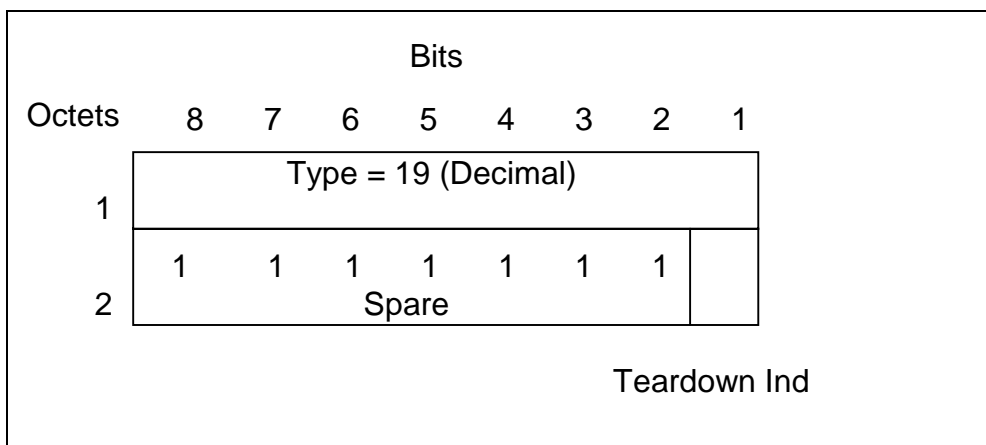 Bits
Octets 8 7 6 5 4 3 2 1
Type = 19 (Decimal)
1
1 1 1 1 1 1 1
2 Spare
Teardown Ind